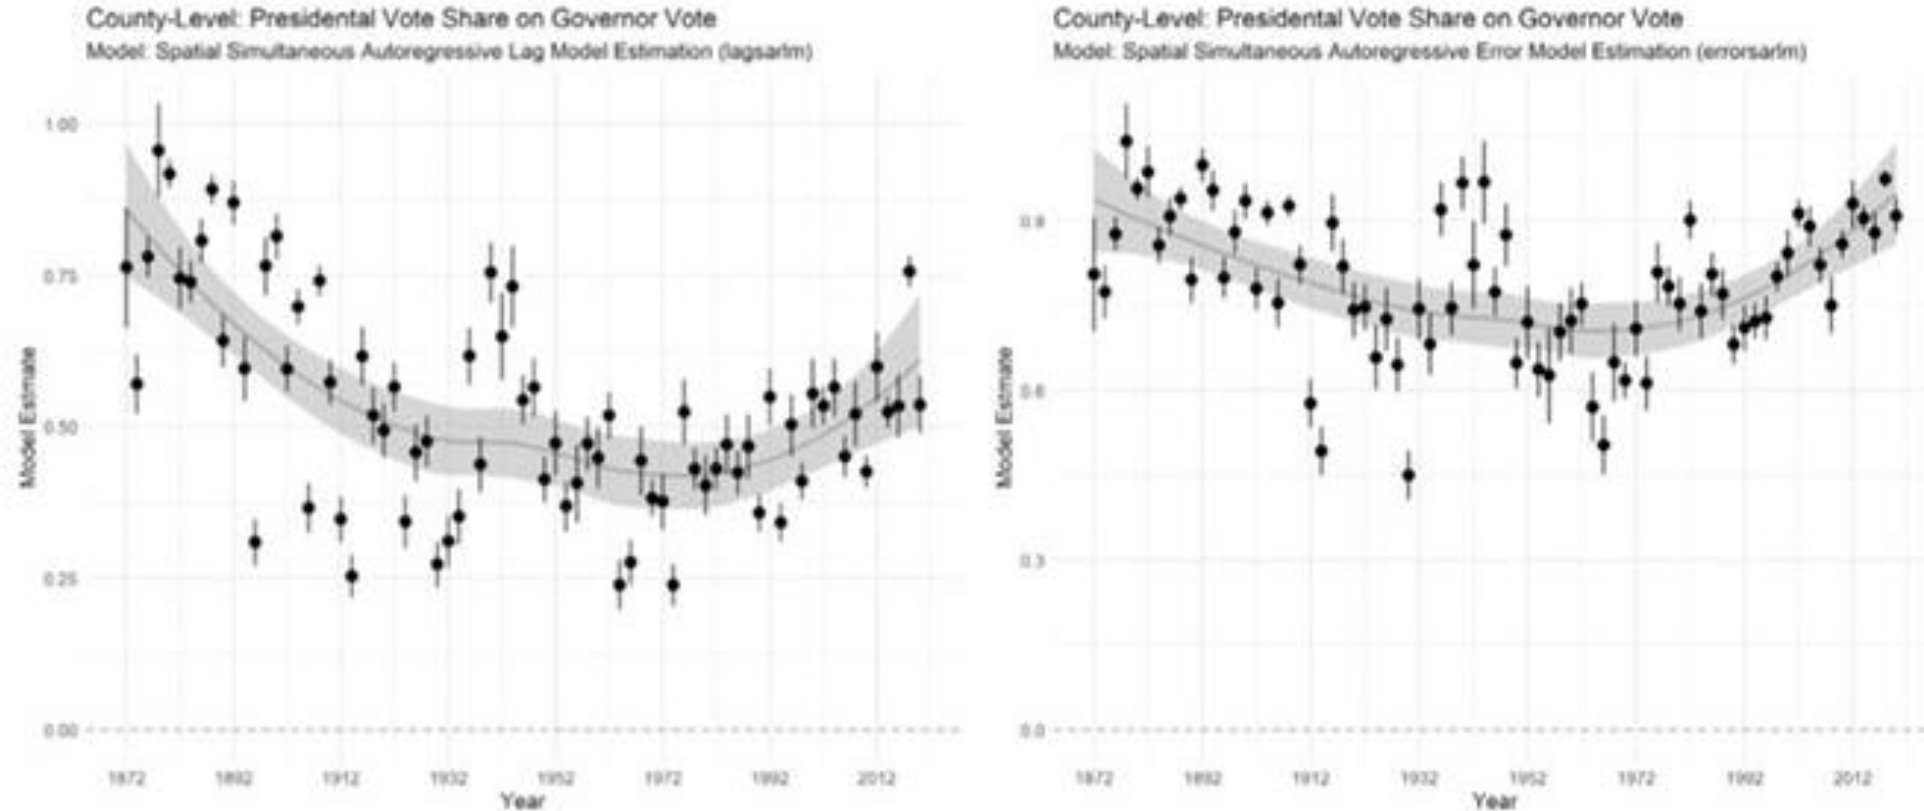 County-Level: Presidental Vote Share on Governor Vote
Model: Spatial Simultaneous Autoregressive Lag Model Estimation (lagsarlm)
1.00
0.75
0.50
0.25
0.00
Model Estmate
1872 1892 1912 1932 1952 1972 1992 2012
Year
County-Level: Presidental Vote Share on Governor Vote
Model: Spatial Simultaneous Autoregressive Error Model Estimation (errorsarlm)
0.9
0.6
0.3
0.0
Model Estmate
1872 1892 1912 1932 1952 1972 1992 2012
Year